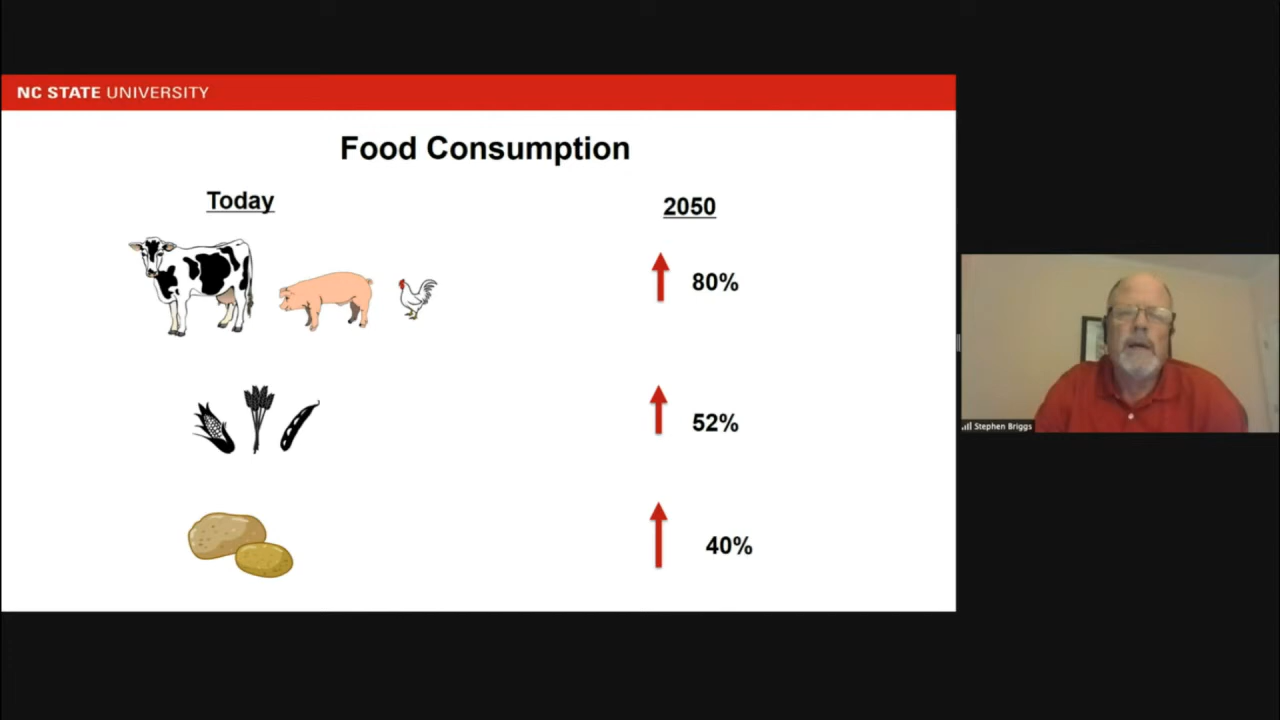 NC STATE UNIVERSITY
Food Consumption
Today
2050
80%
52%
40%
Stephen Briggs